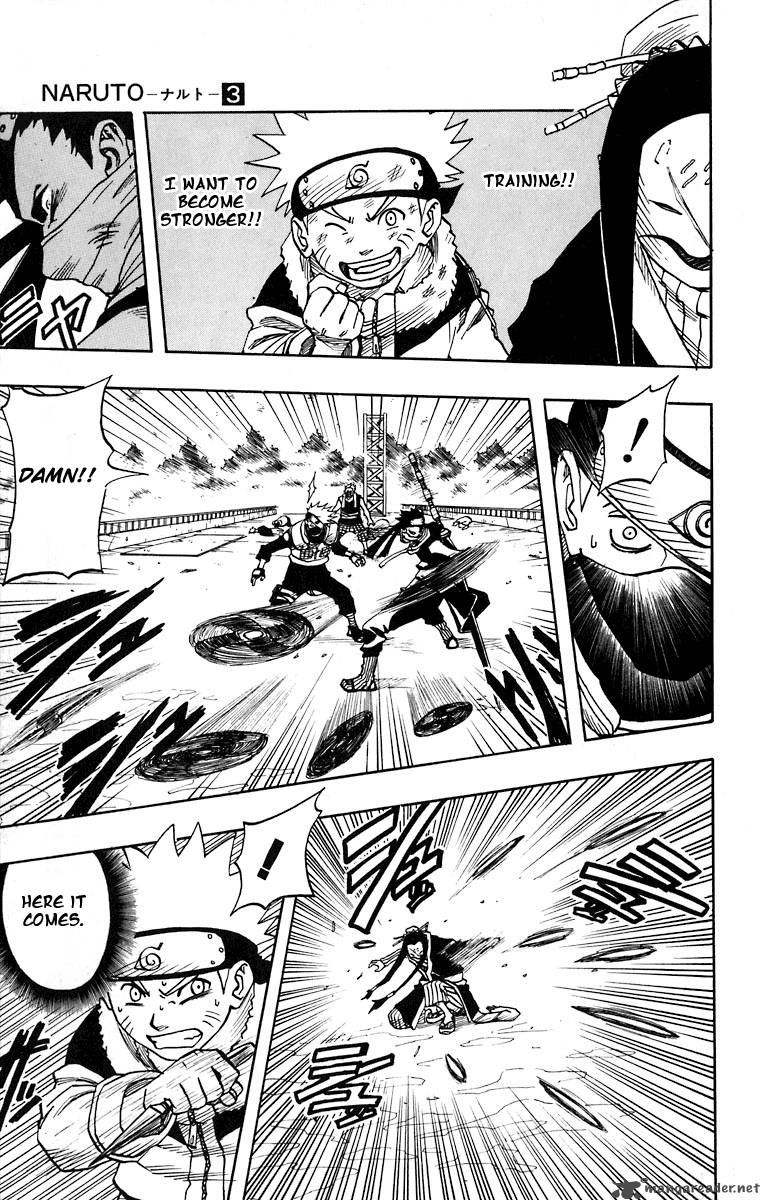 NARUTO—ナルト—3
TRAINING!!
I WANT TO
BECOME
STRONGER!!
!
DAMN!!
!
HERE IT
COMES.
mangareader.net